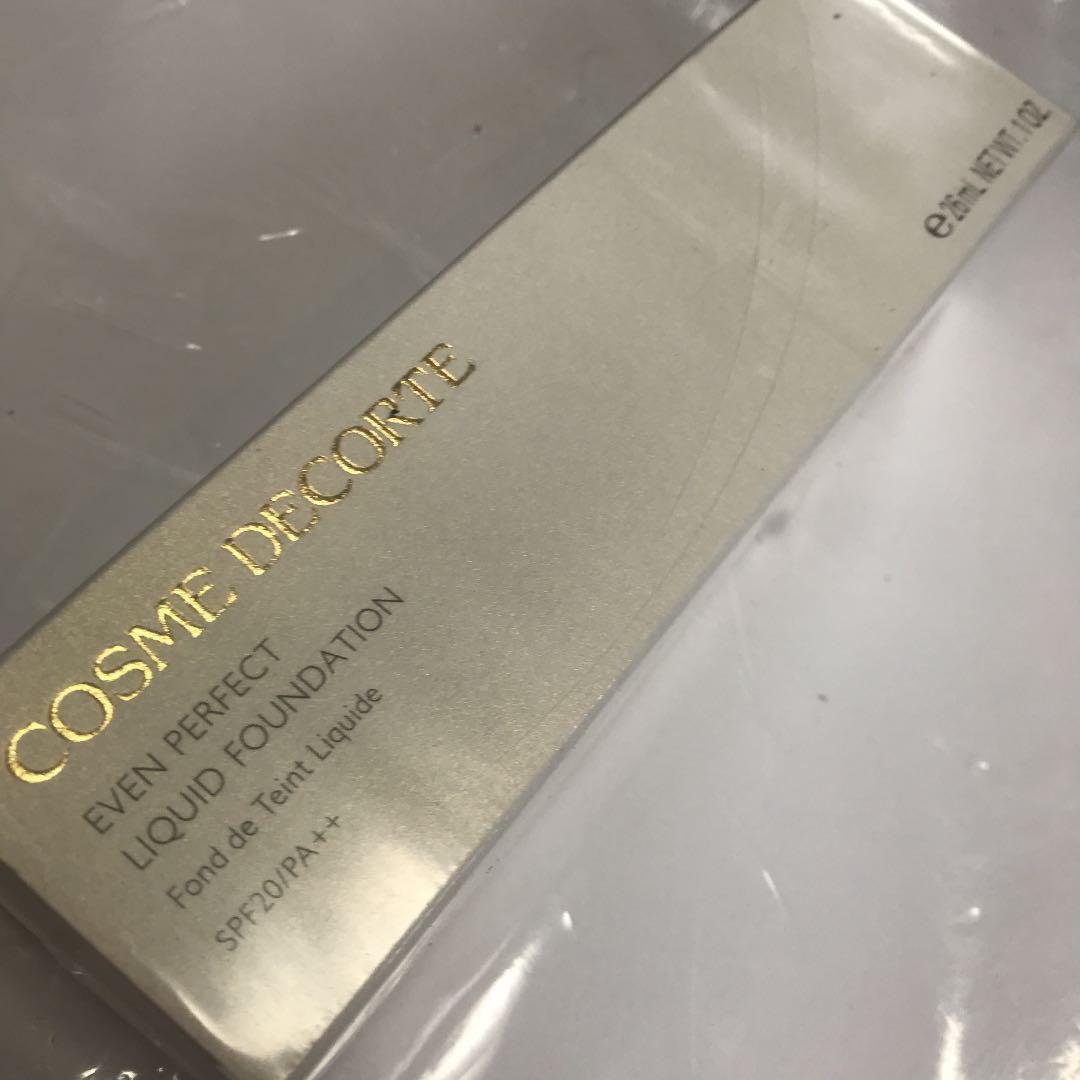 COSME DECORTE
EVEN PERFECT
LIQUID FOUNDATION
Fond de Teint Liquide
SPF20/PA++
e 26mL NET WT. 1 OZ.